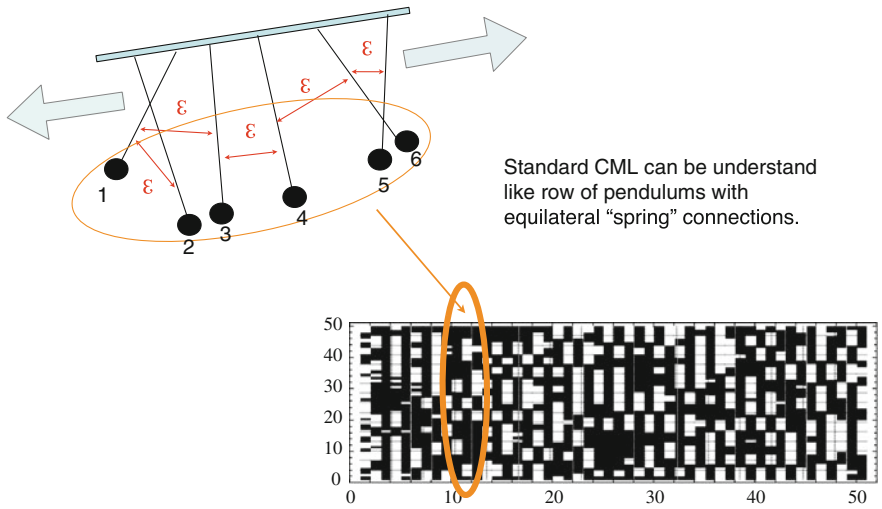 ε
ε
ε
ε
ε
1
2
3
4
5
6
Standard CML can be understand
like row of pendulums with
equilateral “spring” connections.
50
40
30
20
10
0
0 10 20 30 40 50